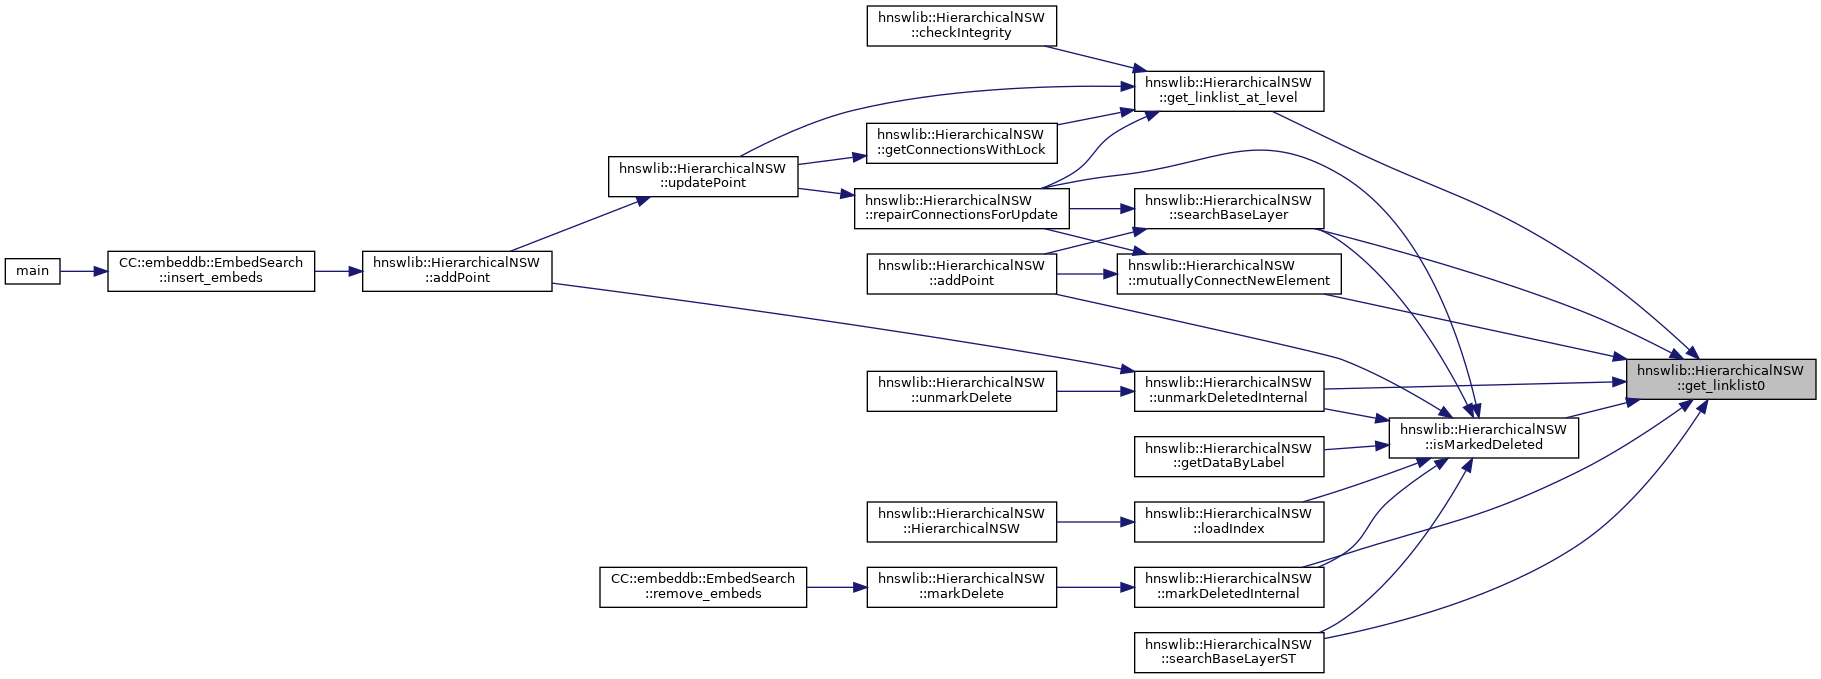 hnswlib::HierarchicalNSW
::checkIntegrity
hnswlib::HierarchicalNSW
::get_linklist_at_level
hnswlib::HierarchicalNSW
::getConnectionsWithLock
hnswlib::HierarchicalNSW
::updatePoint
hnswlib::HierarchicalNSW
::repairConnectionsForUpdate
hnswlib::HierarchicalNSW
::searchBaseLayer
main
CC::embeddb::EmbedSearch
::insert_embeds
hnswlib::HierarchicalNSW
::addPoint
hnswlib::HierarchicalNSW
::addPoint
hnswlib::HierarchicalNSW
::mutuallyConnectNewElement
hnswlib::HierarchicalNSW
::get_linklist0
hnswlib::HierarchicalNSW
::unmarkDelete
hnswlib::HierarchicalNSW
::unmarkDeletedInternal
hnswlib::HierarchicalNSW
::isMarkedDeleted
hnswlib::HierarchicalNSW
::getDataByLabel
hnswlib::HierarchicalNSW
::HierarchicalNSW
hnswlib::HierarchicalNSW
::loadIndex
CC::embeddb::EmbedSearch
::remove_embeds
hnswlib::HierarchicalNSW
::markDelete
hnswlib::HierarchicalNSW
::markDeletedInternal
hnswlib::HierarchicalNSW
::searchBaseLayerST